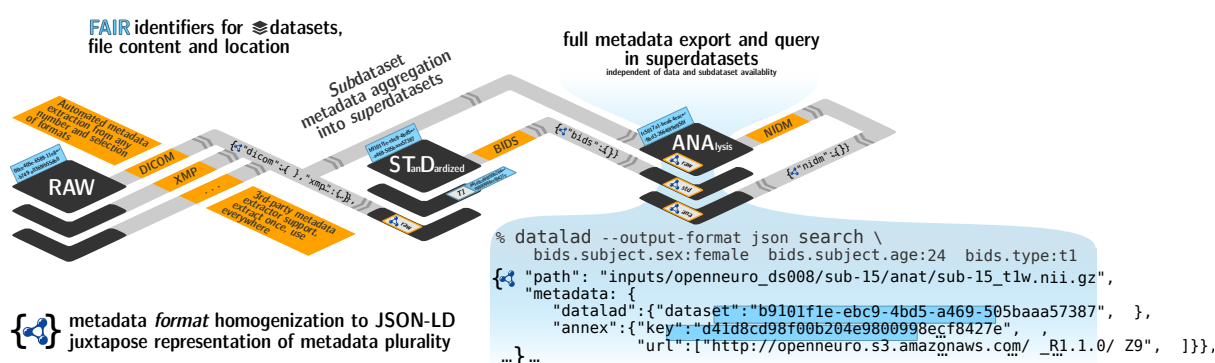 FAIR identifiers for datasets,
file content and location
full metadata export and query
in superdatasets
independent of data and subdataset availablity
Subdataset
metadata aggregation
into superdatasets
Automated metadata
extraction from any
number and selection
of formats
DICOM
XMP
...
RAW
3rd-party metadata
extractor support,
extract once, use
everywhere
{ "dicom":{ }, "xmp":{…}},
raw
STanDardized
T1
BIDS
{ "bids":{}}
ANAlysis
raw
std
ana
NIDM
{ "nidm":{}}
% datalad --output-format json search \
bids.subject.sex:female bids.subject.age:24 bids.type:t1
{ "path": "inputs/openneuro_ds008/sub-15/anat/sub-15_t1w.nii.gz",
"metadata: {
"datalad":{"dataset":"b9101f1e-ebc9-4bd5-a469-505baaa57387", },
"annex":{"key":"d41d8cd98f00b204e9800998ecf8427e", ,
"url":["http://openneuro.s3.amazonaws.com/ _R1.1.0/ Z9", ]}},
…}…
{ } metadata format homogenization to JSON-LD
juxtapose representation of metadata plurality